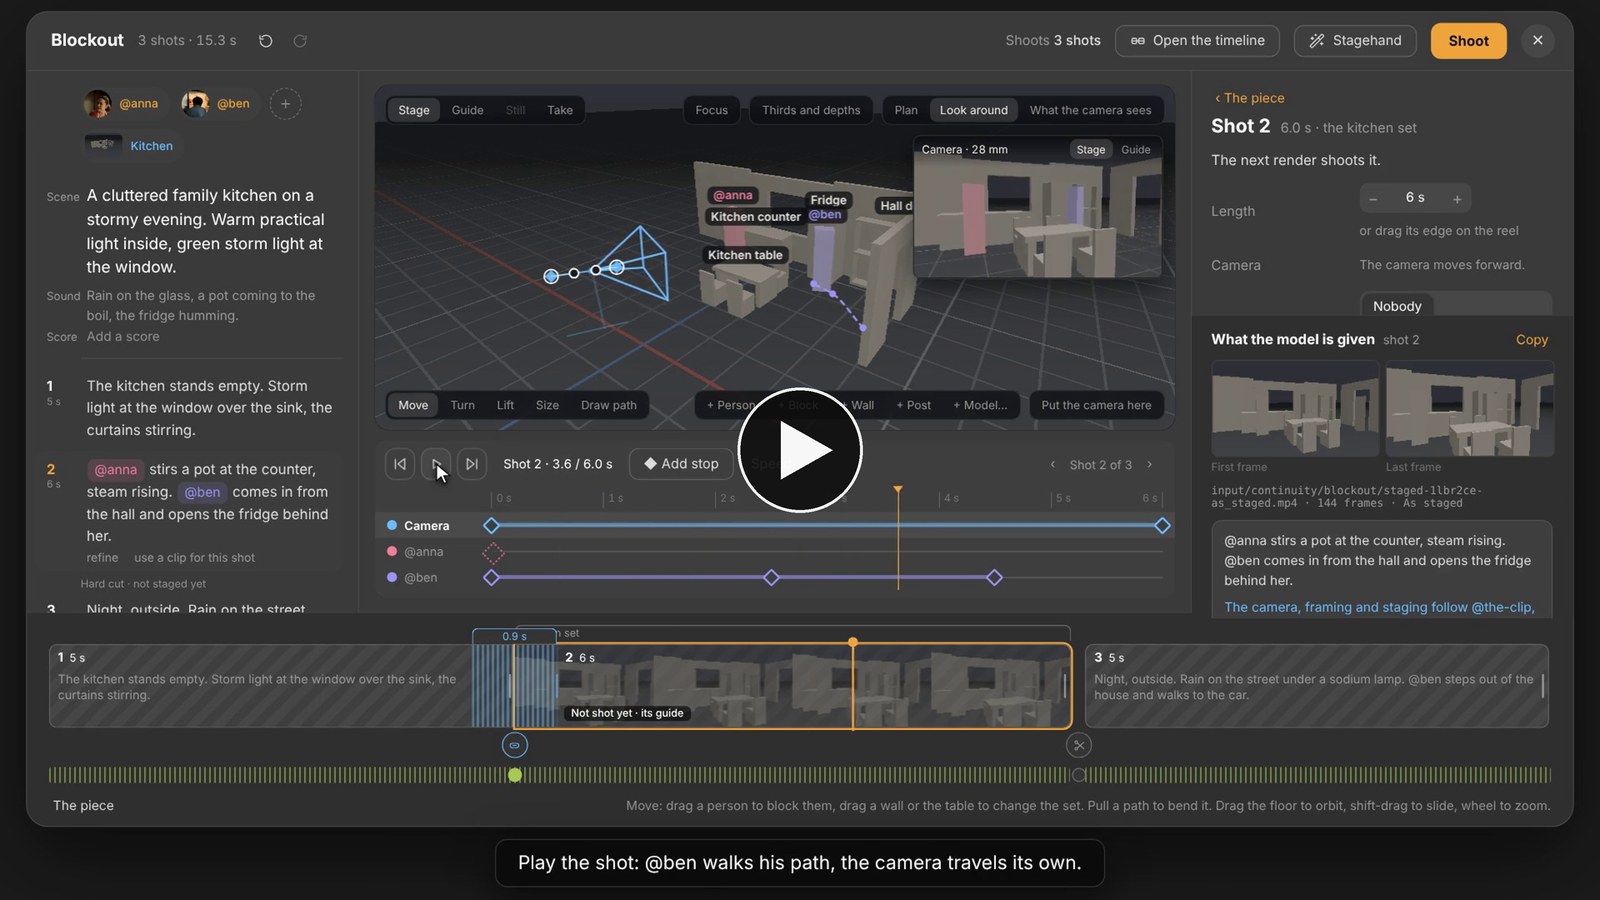 Blockout
3 shots · 15.3 s
Shoots 3 shots
Open the timeline
Stagehand
Shoot
@anna
@ben
Kitchen
Scene
A cluttered family kitchen on a
stormy evening. Warm practical
light inside, green storm light at
the window.
Sound
Rain on the glass, a pot coming to the
boil, the fridge humming.
Score
Add a score
1
5 s
The kitchen stands empty. Storm
light at the window over the sink, the
curtains stirring.
2
6 s
@anna stirs a pot at the counter,
steam rising. @ben comes in from
the hall and opens the fridge behind
her.
refine
use a clip for this shot
Hard cut · not staged yet
3
Night, outside. Rain on the street
Stage
Guide
Still
Take
Focus
Thirds and depths
Plan
Look around
What the camera sees
Camera · 28 mm
Stage
Guide
@anna
Kitchen counter
Fridge
@ben
Hall d
Kitchen table
Move
Turn
Lift
Size
Draw path
+ Person
Wall
+ Post
+ Model...
Put the camera here
Shot 2 · 3.6 / 6.0 s
Add stop
Shot 2 of 3
0 s
1 s
2 s
4 s
5 s
6 s
Camera
@anna
@ben
‹ The piece
Shot 2 6.0 s · the kitchen set
The next render shoots it.
Length
− 6 s +
or drag its edge on the reel
Camera
The camera moves forward.
Nobody
What the model is given shot 2
Copy
First frame
Last frame
input/continuity/blockout/staged-1lbr2ce-
as_staged.mp4 · 144 frames · As staged
@anna stirs a pot at the counter, steam rising.
@ben comes in from the hall and opens the fridge
behind her.
The camera, framing and staging follow @the-clip,
0.9 s
n set
1 5 s
The kitchen stands empty. Storm light at the window over the sink, the
curtains stirring.
2 6 s
Not shot yet · its guide
3 5 s
Night, outside. Rain on the street under a sodium lamp. @ben steps out of the
house and walks to the car.
The piece
Move: drag a person to block them, drag a wall or the table to change the set. Pull a path to bend it. Drag the floor to orbit, shift-drag to slide, wheel to zoom.
Play the shot: @ben walks his path, the camera travels its own.